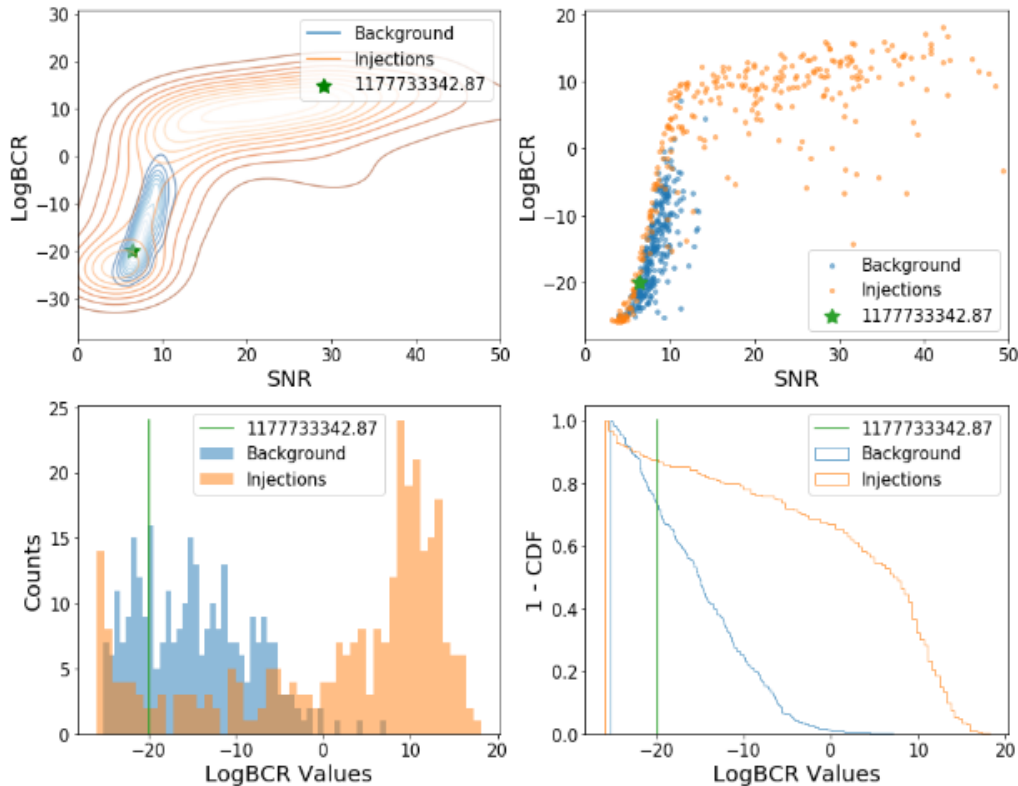 30
20
10
0
−10
−20
−30
LogBCR
Background
Injections
1177733342.87
0 10 20 30 40 50
SNR
20
10
0
−10
−20
LogBCR
Background
Injections
1177733342.87
0 10 20 30 40 50
SNR
25
20
15
10
5
0
Counts
1177733342.87
Background
Injections
−20 −10 0 10 20
LogBCR Values
1.0
0.8
0.6
0.4
0.2
0.0
1 - CDF
1177733342.87
Background
Injections
−20 −10 0 10 20
LogBCR Values